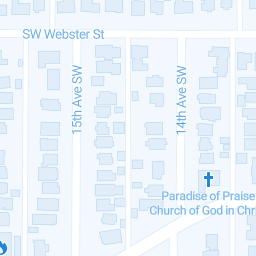 SW Webster St
15th Ave SW
14th Ave SW
Paradise of Praise
Church of God in Chri